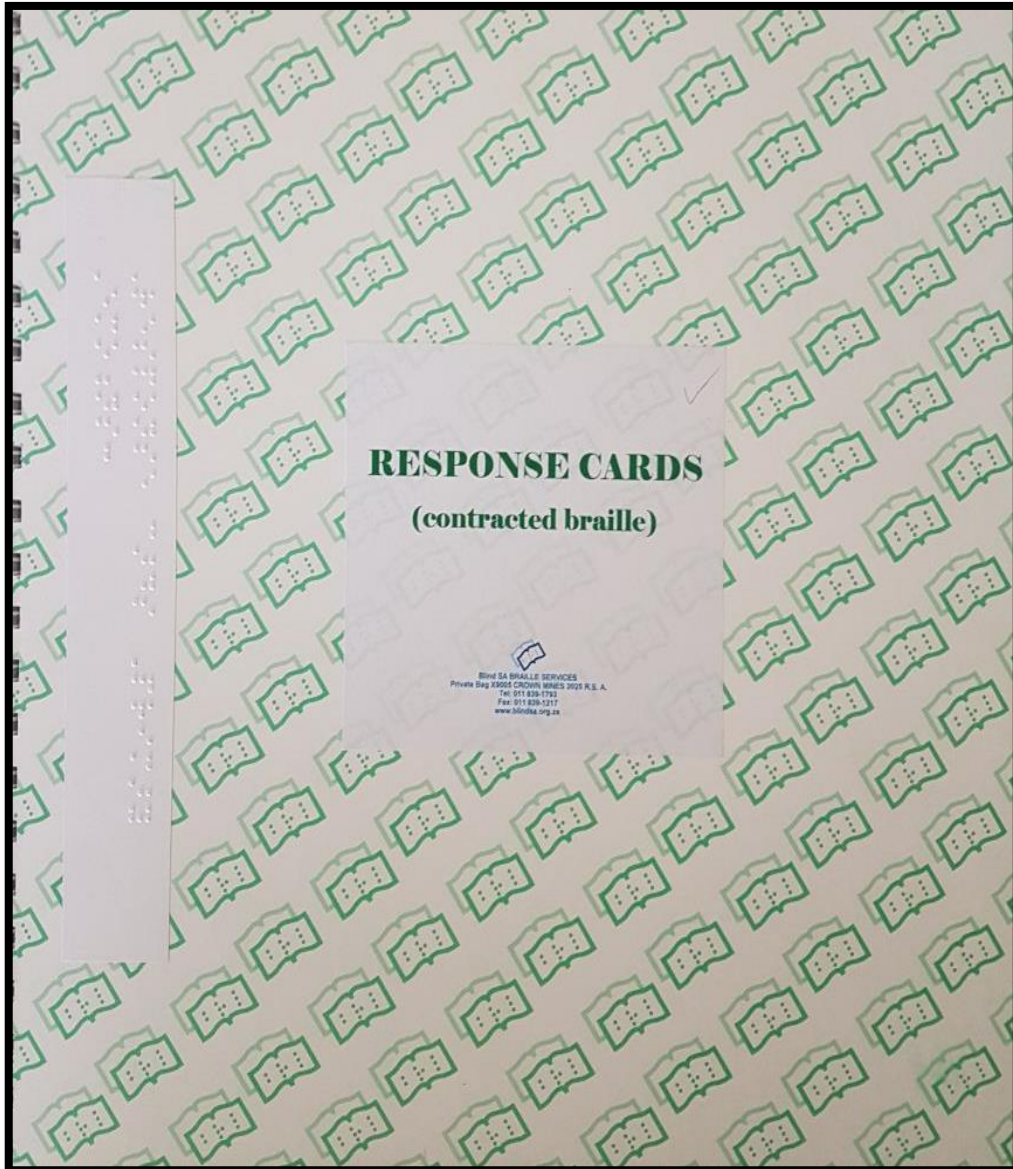 RESPONSE CARDS
(contracted braille)
Blind SA BRAILLE SERVICES
Private Bag X9005 CROWN MINES 2025 R.S. A.
Tel: 011 839-1793
Fax: 011 839-1217
www.blindsa.org.za